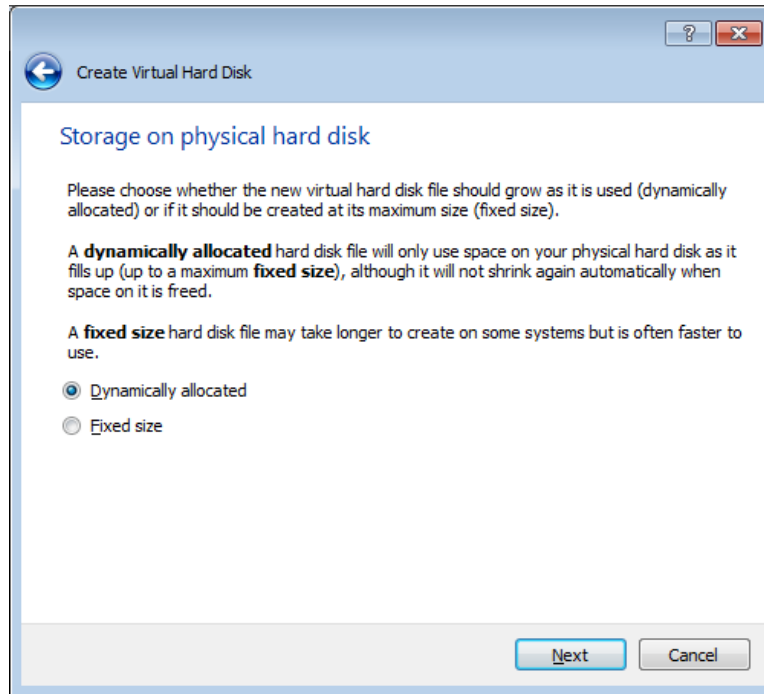 ?
Create Virtual Hard Disk
Storage on physical hard disk
Please choose whether the new virtual hard disk file should grow as it is used (dynamically
allocated) or if it should be created at its maximum size (fixed size).
A dynamically allocated hard disk file will only use space on your physical hard disk as it
fills up (up to a maximum fixed size), although it will not shrink again automatically when
space on it is freed.
A fixed size hard disk file may take longer to create on some systems but is often faster to
use.
Dynamically allocated
Fixed size
Next Cancel